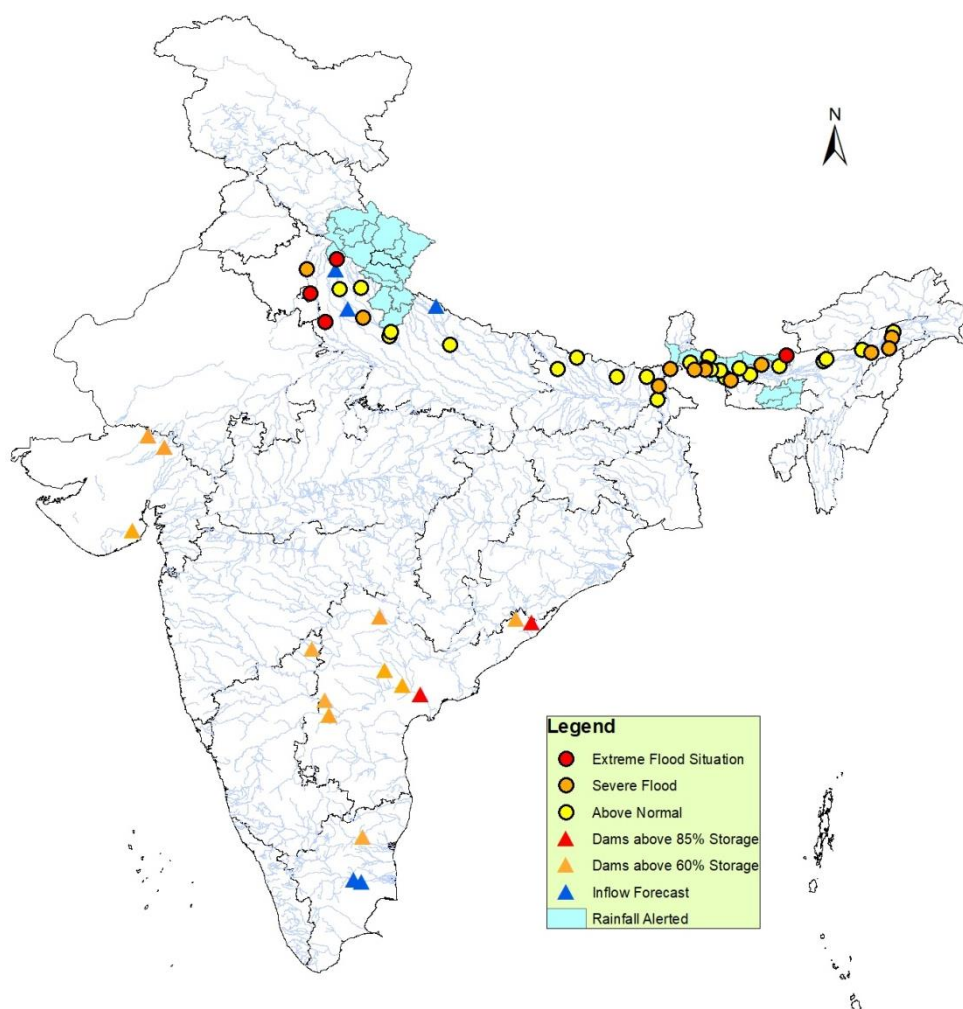 N
Legend
Extreme Flood Situation
Severe Flood
Above Normal
Dams above 85% Storage
Dams above 60% Storage
Inflow Forecast
Rainfall Alerted